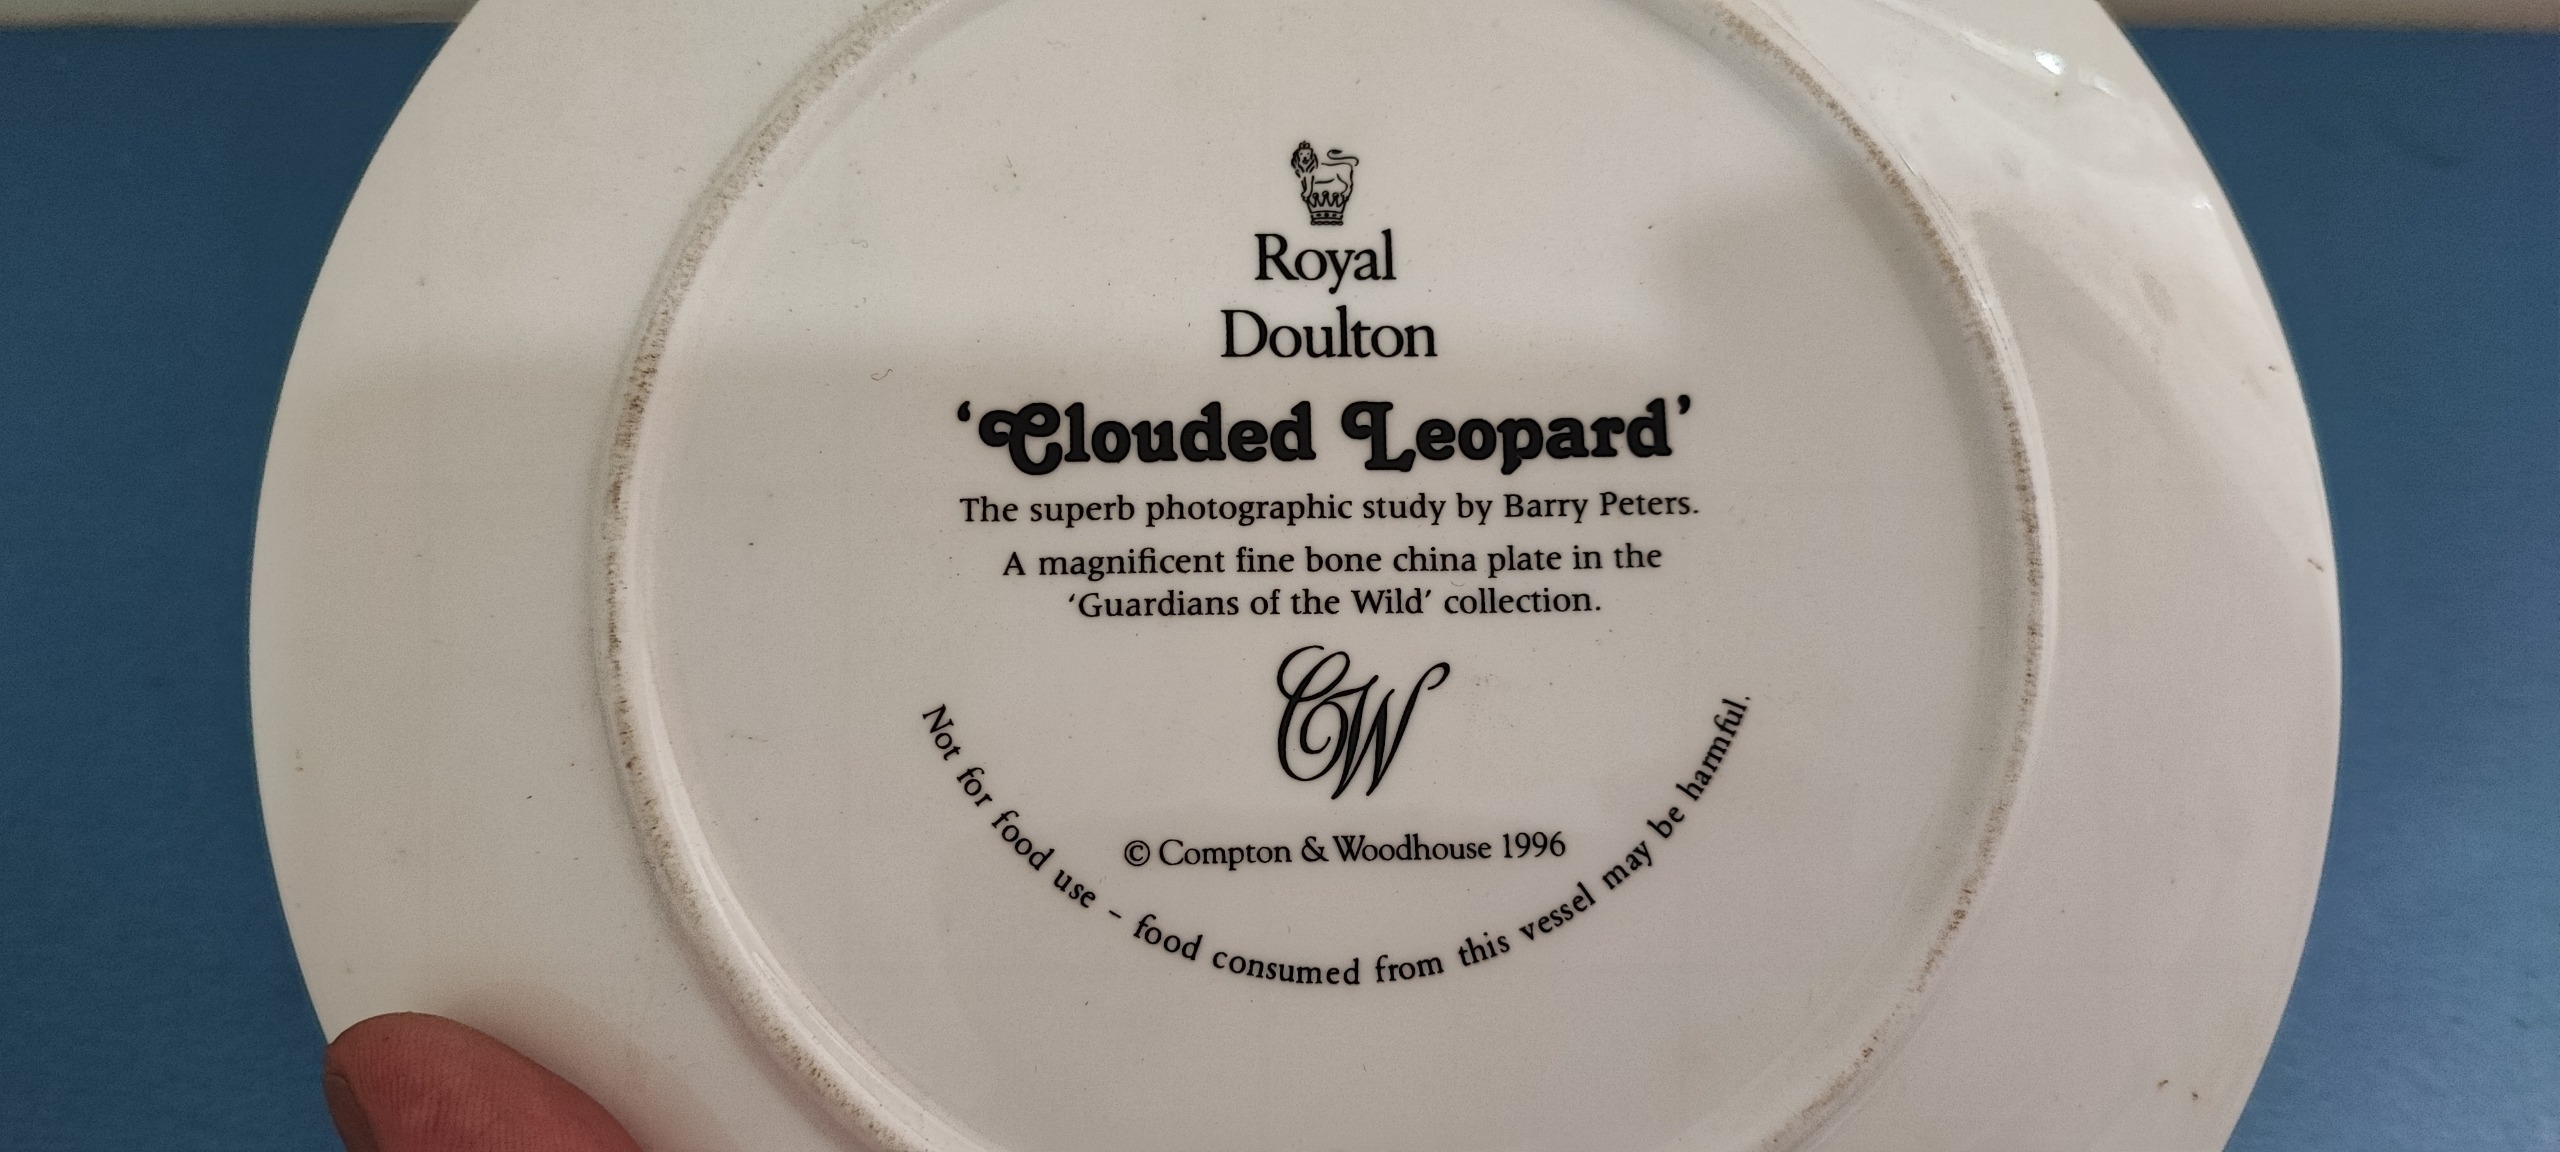 Royal
Doulton
‘Clouded Leopard’
The superb photographic study by Barry Peters.
A magnificent fine bone china plate in the
‘Guardians of the Wild’ collection.
CW
© Compton & Woodhouse 1996
Not for food use - food consumed from this vessel may be harmful.